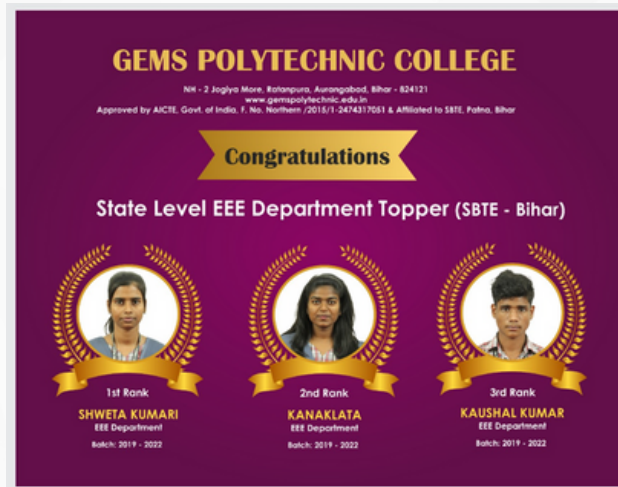 GEMS POLYTECHNIC COLLEGE
NH - 2 Jogiya More, Ratanpura, Aurangabad, Bihar - 824121
www.gemspolytechnic.edu.in
Approved by AICTE, Govt. of India, F. No. Northern /2015/1-2474317051 & Affiliated to SBTE, Patna, Bihar
Congratulations
State Level EEE Department Topper (SBTE - Bihar)
1st Rank
SHWETA KUMARI
EEE Department
Batch: 2019 - 2022
2nd Rank
KANAKLATA
EEE Department
Batch: 2019 - 2022
3rd Rank
KAUSHAL KUMAR
EEE Department
Batch: 2019 - 2022